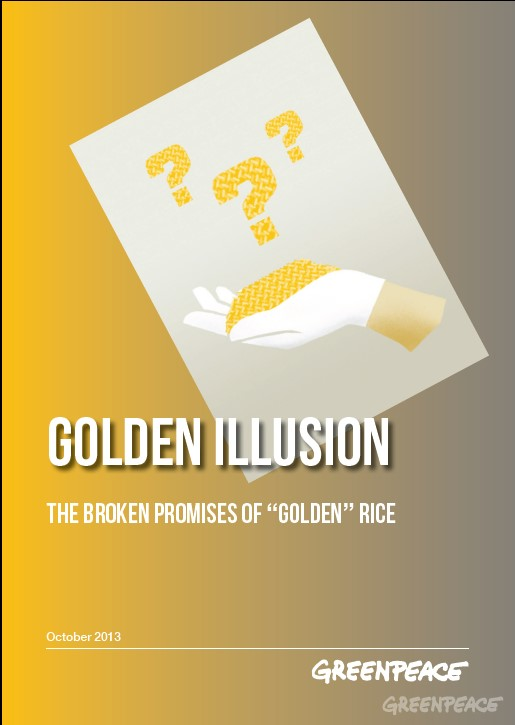 ? ? ?
GOLDEN ILLUSION
THE BROKEN PROMISES OF “GOLDEN” RICE
October 2013
GREENPEACE
GREENPEACE